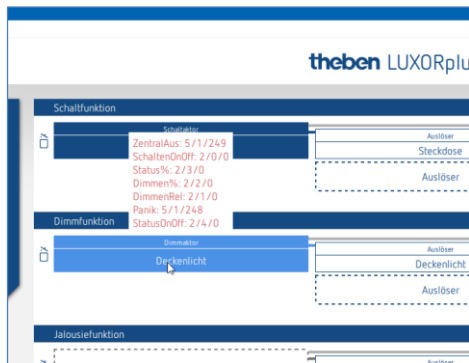 theben LUXORplu
Schaltfunktion
Schaltaktor
Auslöser
Steckdose
Auslöser
ZentralAus: 5/1/249
SchaltenOnOff: 2/0/0
Status%: 2/3/0
Dimmen%: 2/2/0
DimmenRel: 2/1/0
Panik: 5/1/248
StatusOnOff: 2/4/0
Dimmfunktion
Dimmaktor
Deckenlicht
Auslöser
Deckenlicht
Auslöser
Jalousiefunktion
Auslöser